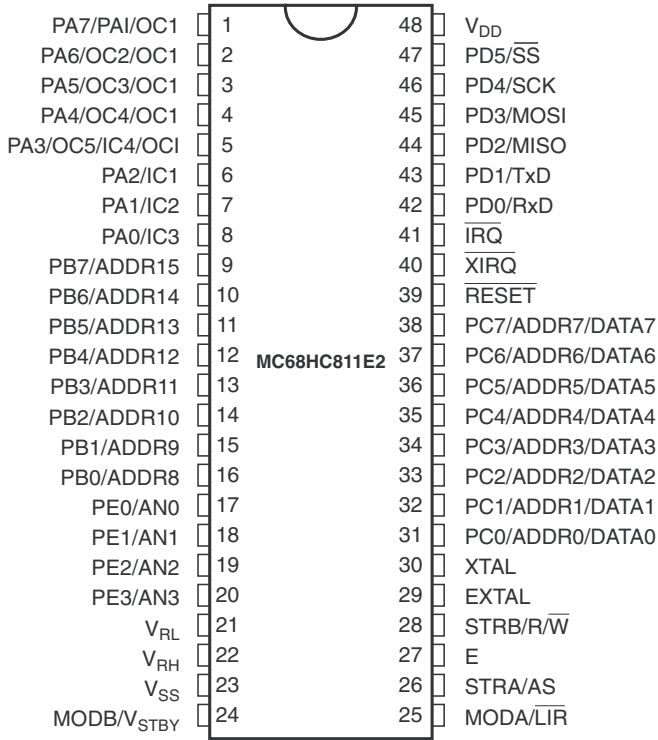 PA7/PAI/OC1 1 48 VDD
PA6/OC2/OC1 2 47 PD5/S̅S̅
PA5/OC3/OC1 3 46 PD4/SCK
PA4/OC4/OC1 4 45 PD3/MOSI
PA3/OC5/IC4/OCI 5 44 PD2/MISO
PA2/IC1 6 43 PD1/TxD
PA1/IC2 7 42 PD0/RxD
PA0/IC3 8 41 I̅R̅Q̅
PB7/ADDR15 9 40 X̅I̅R̅Q̅
PB6/ADDR14 10 39 R̅E̅S̅E̅T̅
PB5/ADDR13 11 38 PC7/ADDR7/DATA7
PB4/ADDR12 12 MC68HC811E2 37 PC6/ADDR6/DATA6
PB3/ADDR11 13 36 PC5/ADDR5/DATA5
PB2/ADDR10 14 35 PC4/ADDR4/DATA4
PB1/ADDR9 15 34 PC3/ADDR3/DATA3
PB0/ADDR8 16 33 PC2/ADDR2/DATA2
PE0/AN0 17 32 PC1/ADDR1/DATA1
PE1/AN1 18 31 PC0/ADDR0/DATA0
PE2/AN2 19 30 XTAL
PE3/AN3 20 29 EXTAL
VRL 21 28 STRB/R/W̅
VRH 22 27 E
VSS 23 26 STRA/AS
MODB/VSTBY 24 25 MODA/L̅I̅R̅